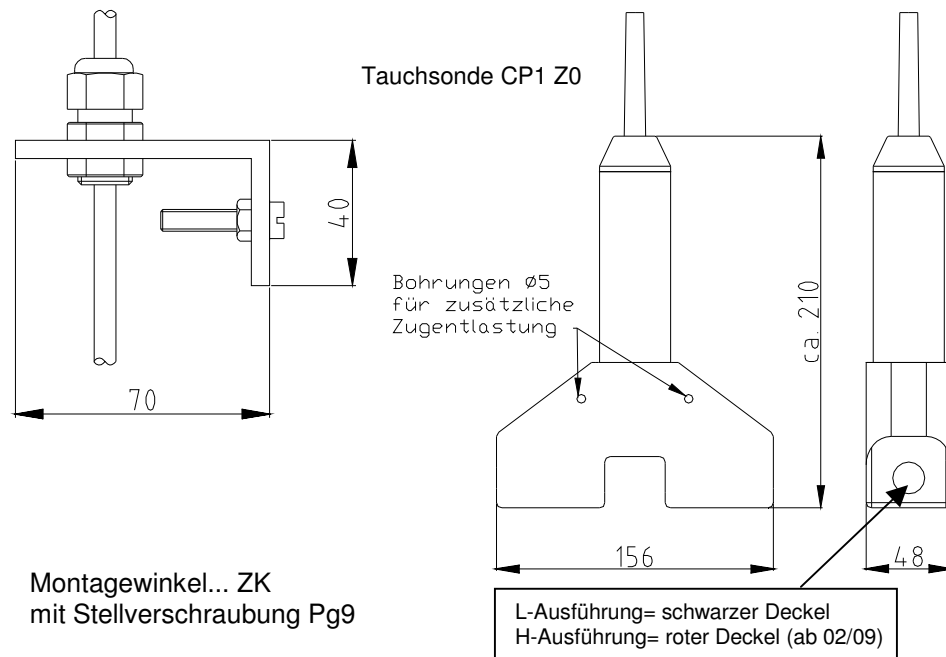 Tauchsonde CP1 Z0
40
Bohrungen Ø5
für zusätzliche
Zugentlastung
ca. 210
70
156
48
Montagewinkel... ZK
mit Stellverschraubung Pg9
L-Ausführung= schwarzer Deckel
H-Ausführung= roter Deckel (ab 02/09)